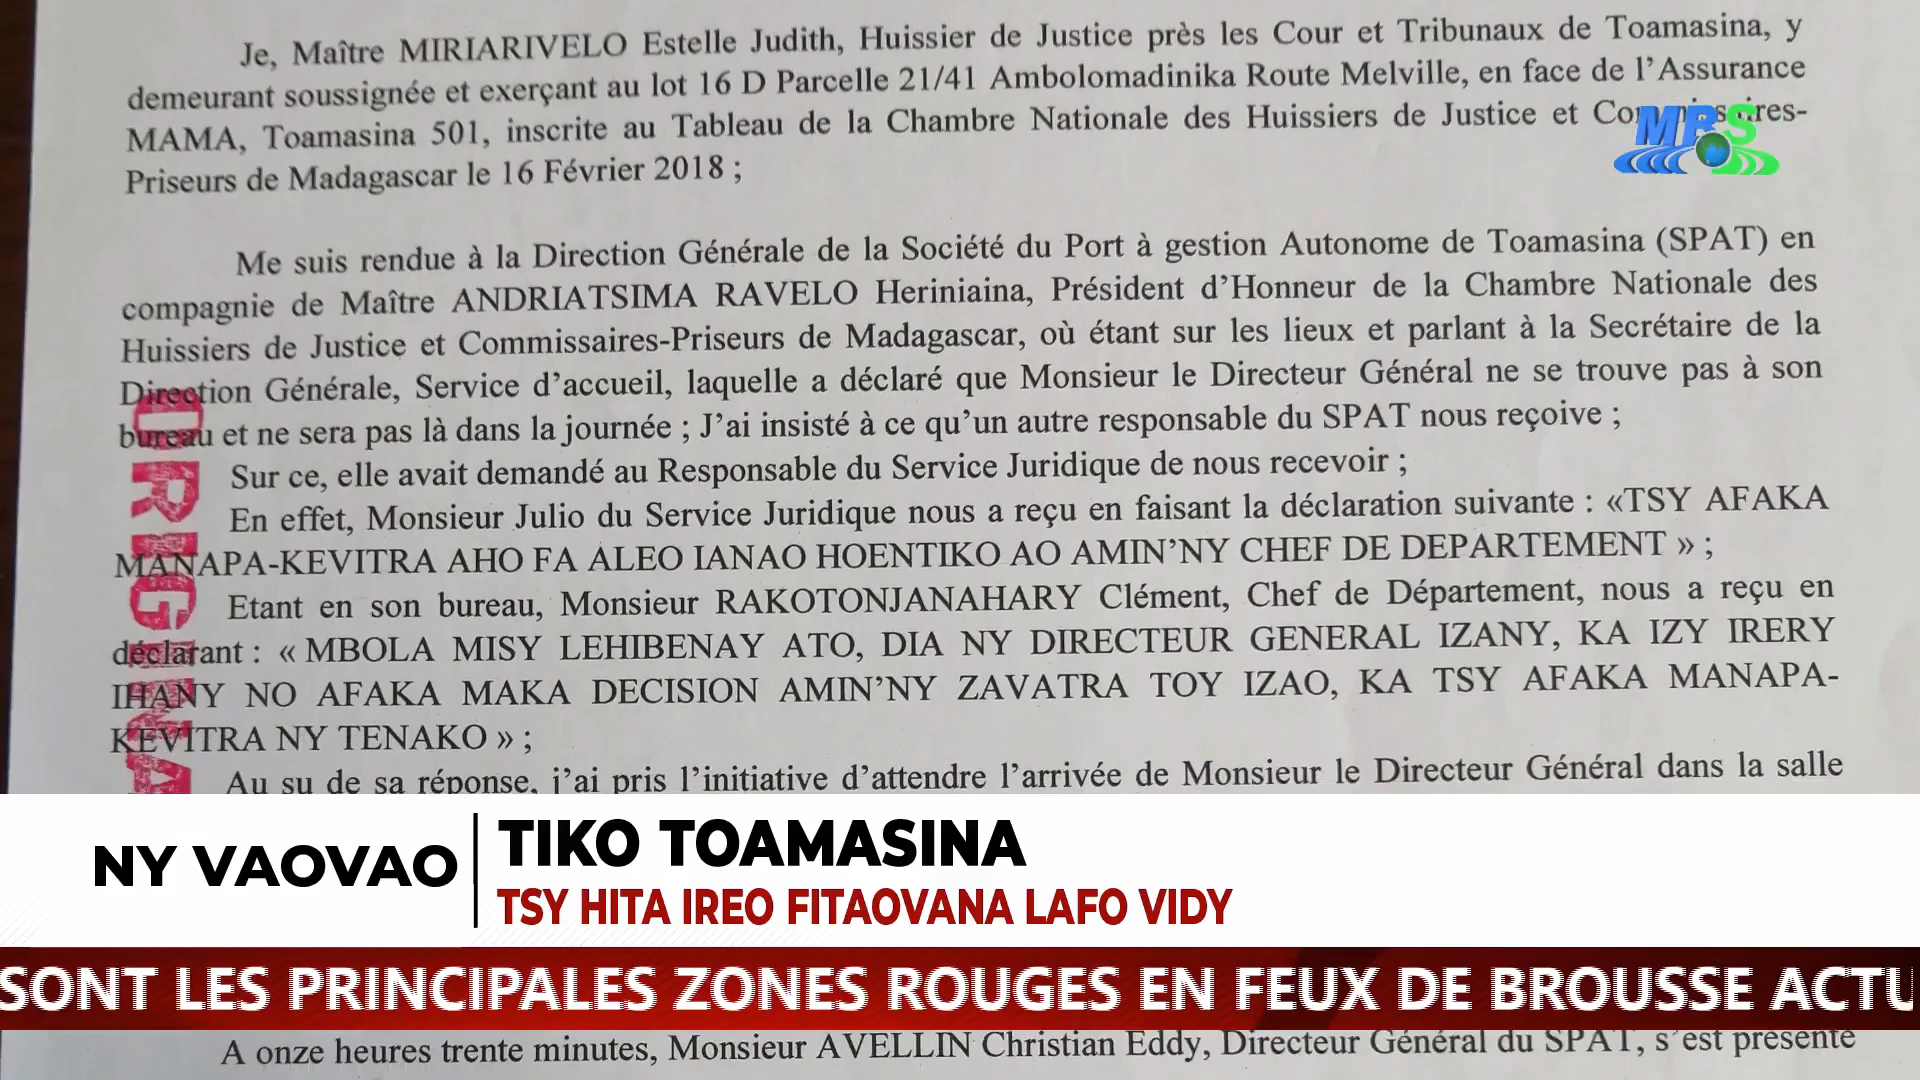 Je, Maître MIRIARIVELO Estelle Judith, Huissier de Justice près les Cour et Tribunaux de Toamasina, y
demeurant soussignée et exerçant au lot 16 D Parcelle 21/41 Ambolomadinika Route Melville, en face de l'Assurance
MAMA, Toamasina 501, inscrite au Tableau de la Chambre Nationale des Huissiers de Justice et
Priseurs de Madagascar le 16 Février 2018 ;
MBS
Me suis rendue à la Direction Générale de la Société du Port à gestion Autonome de Toamasina (SPAT) en
compagnie de Maître ANDRIATSIMA RAVELO Heriniaina, Président d'Honneur de la Chambre Nationale des
Huissiers de Justice et Commissaires-Priseurs de Madagascar, où étant sur les lieux et parlant à la Secrétaire de la
Direction Générale, Service d'accueil, laquelle a déclaré que Monsieur le Directeur Général ne se trouve pas à son
bureau et ne sera pas là dans la journée ; J'ai insisté à ce qu'un autre responsable du SPAT nous reçoive ;
Sur ce, elle avait demandé au Responsable du Service Juridique de nous recevoir ;
En effet, Monsieur Julio du Service Juridique nous a reçu en faisant la déclaration suivante : «TSY AFAKA
MANAPA-KEVITRA AHO FA ALEO IANAO HOENTIKO AO AMIN'NY CHEF DE DEPARTEMENT » ;
Etant en son bureau, Monsieur RAKOTONJANAHARY Clément, Chef de Département, nous a reçu en
déclarant : « MBOLA MISY LEHIBENAY ATO, DIA NY DIRECTEUR GENERAL IZANY, KA IZY IRERY
IHANY NO AFAKA MAKA DECISION AMIN'NY ZAVATRA TOY IZAO, KA TSY AFAKA MANAPA-
KEVITRA NY TENAKO » ;
Au su de sa réponse, j'ai pris l'initiative d'attendre l'arrivée de Monsieur le Directeur Général dans la salle
NY VAOVAO
TIKO TOAMASINA
TSY HITA IREO FITAOVANA LAFO VIDY
SONT LES PRINCIPALES ZONES ROUGES EN FEUX DE BROUSSE ACTU
A onze heures trente minutes, Monsieur AVELLIN Christian Eddy, Directeur Général du SPAT, s'est présenté